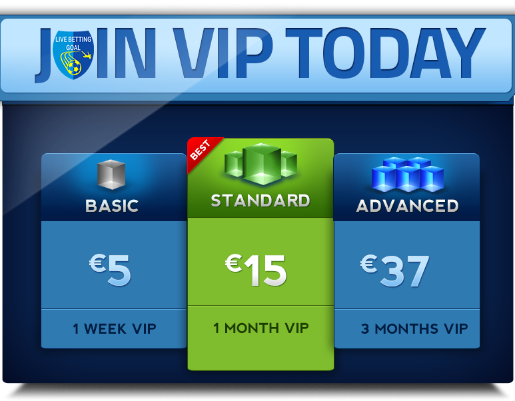 JOIN VIP TODAY
LIVE BETTING
GOAL
BEST
BASIC
€5
1 WEEK VIP
STANDARD
€15
1 MONTH VIP
ADVANCED
€37
3 MONTHS VIP